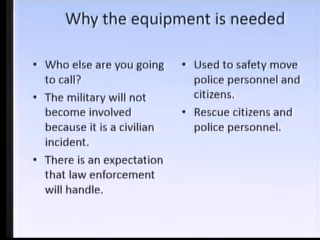 Why the equipment is needed
• Who else are you going
to call?
• The military will not
become involved
because it is a civilian
incident.
• There is an expectation
that law enforcement
will handle.
• Used to safety move
police personnel and
citizens.
• Rescue citizens and
police personnel.